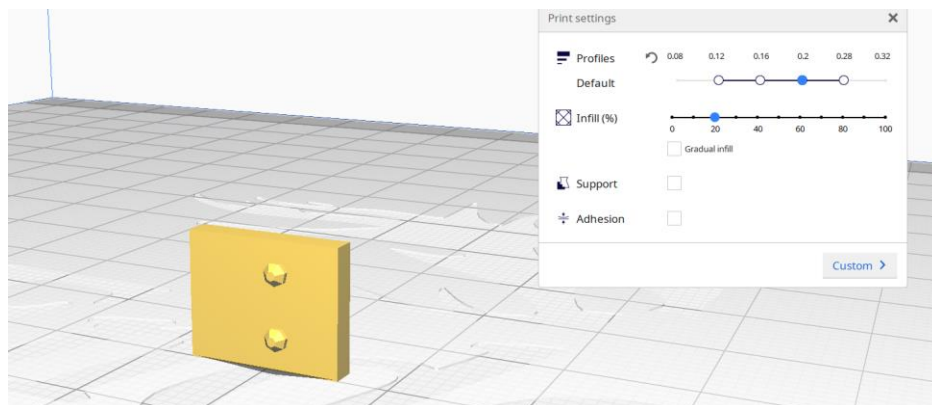 Print settings
Profiles
0.08 0.12 0.16 0.2 0.28 0.32
Default
Infill (%)
0 20 40 60 80 100
Gradual infill
Support
Adhesion
Custom